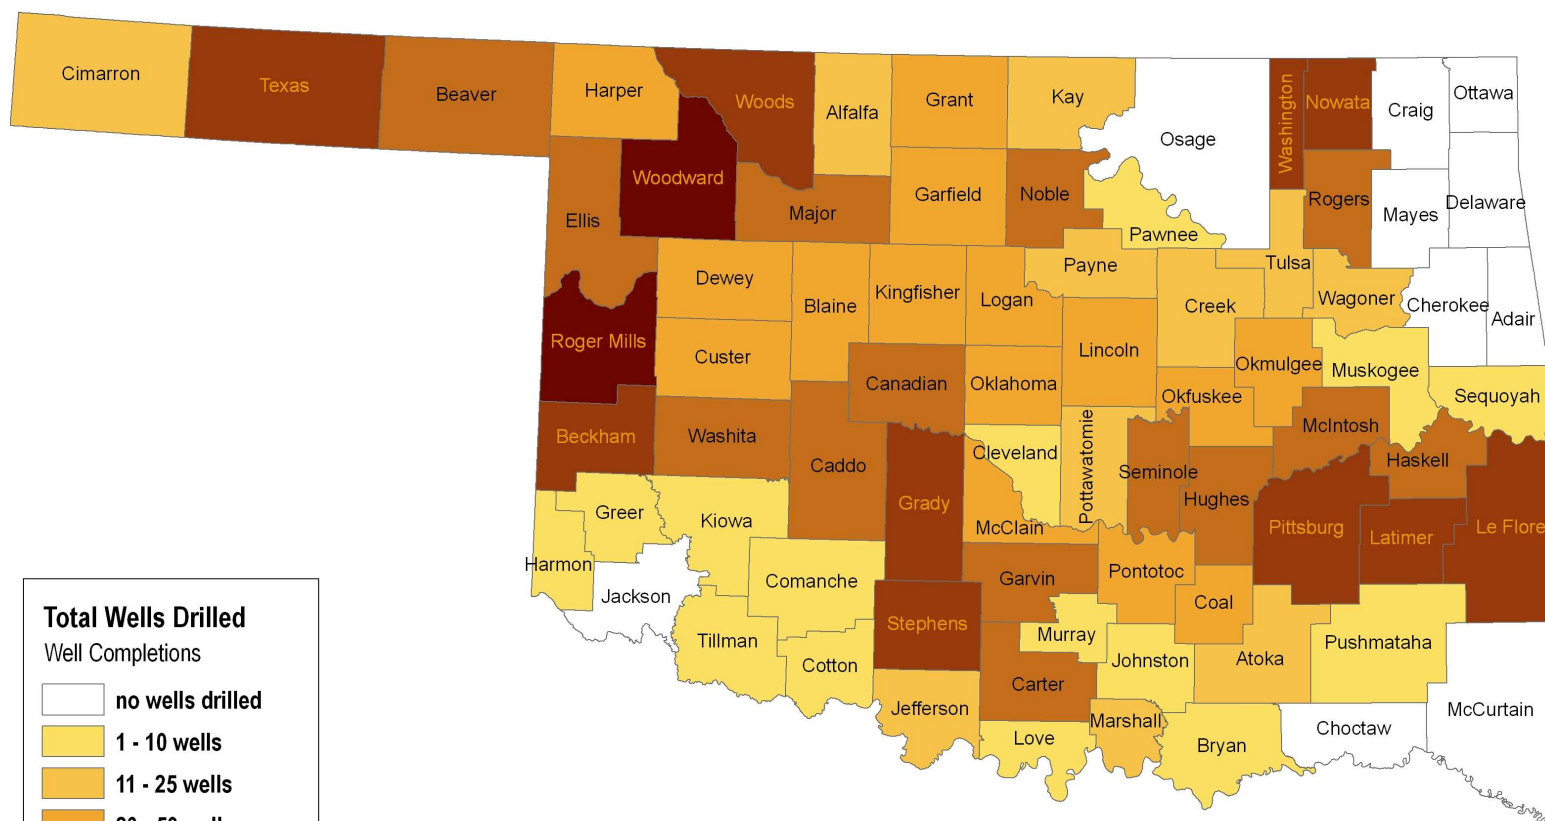 Cimarron
Texas
Beaver
Harper
Woods
Alfalfa
Grant
Kay
Osage
Washington
Nowata
Craig
Ottawa
Woodward
Ellis
Major
Garfield
Noble
Pawnee
Rogers
Mayes
Delaware
Dewey
Blaine
Kingfisher
Logan
Payne
Creek
Tulsa
Wagoner
Cherokee
Adair
Roger Mills
Custer
Canadian
Oklahoma
Lincoln
Okmulgee
Okfuskee
Muskogee
Sequoyah
Beckham
Washita
Caddo
Grady
Cleveland
Pottawatomie
Seminole
Hughes
McIntosh
Haskell
Greer
Kiowa
McClain
Pittsburg
Latimer
Le Flore
Harmon
Jackson
Comanche
Garvin
Pontotoc
Coal
Stephens
Tillman
Cotton
Murray
Johnston
Atoka
Pushmataha
Jefferson
Carter
Love
Marshall
Bryan
Choctaw
McCurtain
Total Wells Drilled
Well Completions
no wells drilled
1 - 10 wells
11 - 25 wells